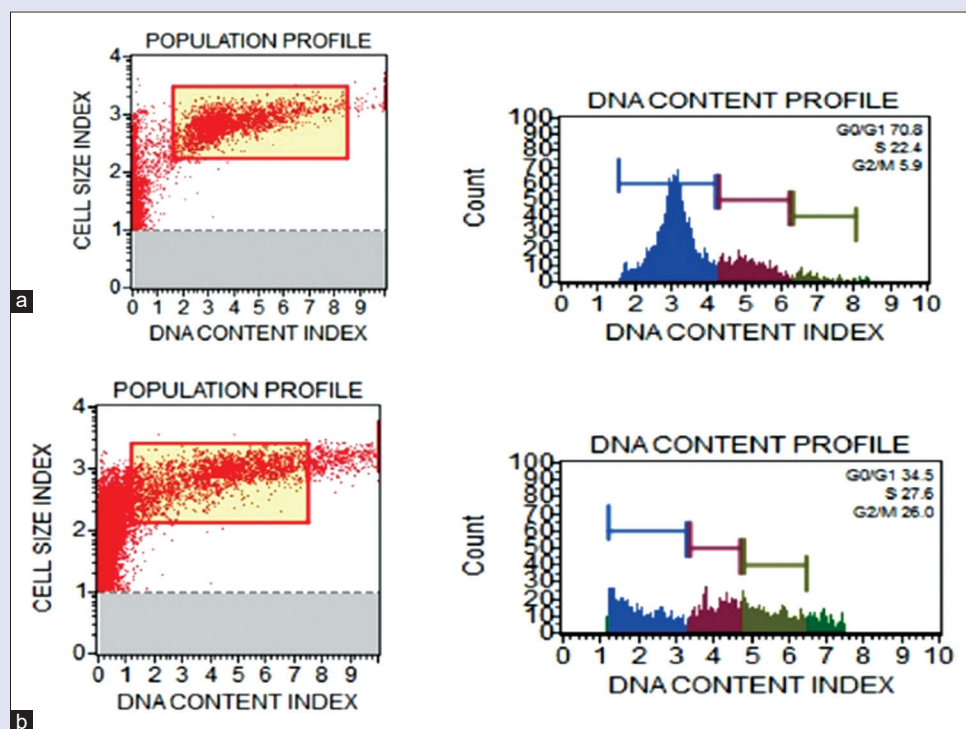 POPULATION PROFILE
CELL SIZE INDEX
4
3
2
1
0
0 1 2 3 4 5 6 7 8 9
DNA CONTENT INDEX
DNA CONTENT PROFILE
Count
100
90
80
70
60
50
40
30
20
10
0
G0/G1 70.8
S 22.4
G2/M 5.9
0 1 2 3 4 5 6 7 8 9 10
DNA CONTENT INDEX
a
POPULATION PROFILE
CELL SIZE INDEX
4
3
2
1
0
0 1 2 3 4 5 6 7 8 9
DNA CONTENT INDEX
DNA CONTENT PROFILE
Count
100
90
80
70
60
50
40
30
20
10
0
G0/G1 34.5
S 27.6
G2/M 26.0
0 1 2 3 4 5 6 7 8 9 10
DNA CONTENT INDEX
b